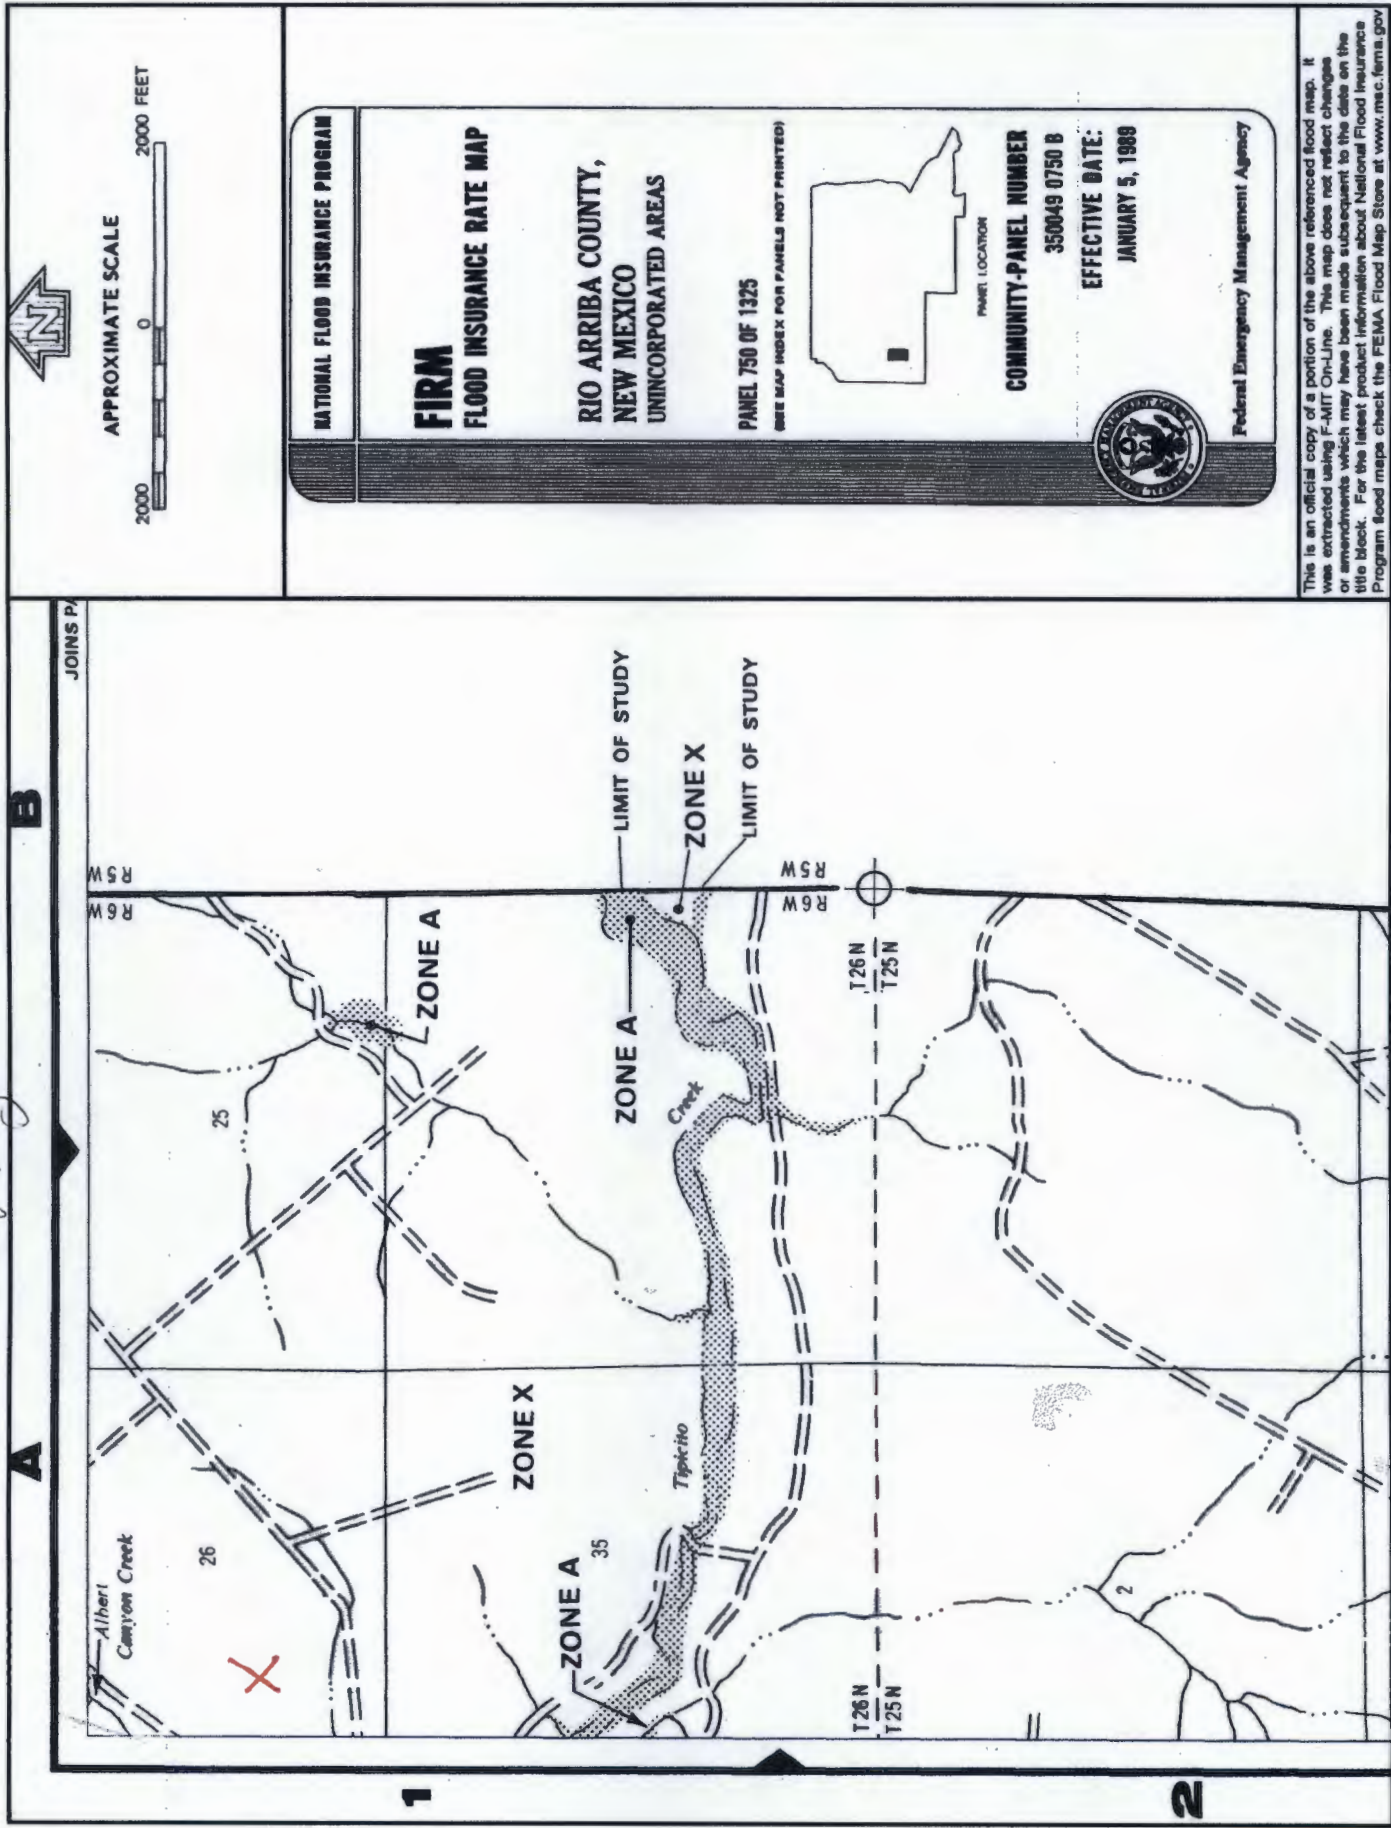 APPROXIMATE SCALE
2000 0 2000 FEET
N
NATIONAL FLOOD INSURANCE PROGRAM
FIRM
FLOOD INSURANCE RATE MAP
RIO ARRIBA COUNTY,
NEW MEXICO
UNINCORPORATED AREAS
PANEL 750 OF 1325
(SEE MAP INDEX FOR PANELS NOT PRINTED)
PANEL LOCATION
COMMUNITY-PANEL NUMBER
350049 0750 B
EFFECTIVE DATE:
JANUARY 5, 1989
Federal Emergency Management Agency
This is an official copy of a portion of the above referenced flood map. It
was extracted using F-MIT On-Line. This map does not reflect changes
or amendments which may have been made subsequent to the date on the
title block. For the latest product information about National Flood Insurance
Program flood maps check the FEMA Flood Map Store at www.msc.fema.gov
A
B
JOINS PA
1
2
Albert
Canyon Creek
26
25
X
R6W
R5W
ZONE A
ZONE X
LIMIT OF STUDY
ZONE A
ZONE X
LIMIT OF STUDY
Creek
Tipicito
ZONE A
35
R6W
R5W
T26N
T25N
T26N
T25N
2